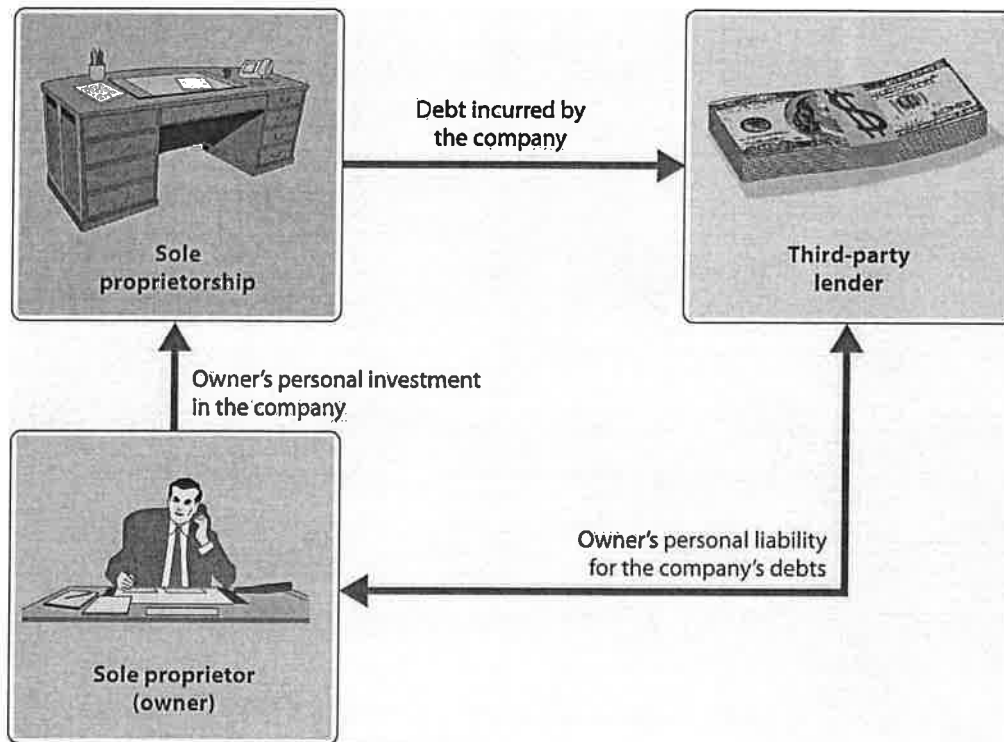 Debt incurred by
the company
Sole
proprietorship
Third-party
lender
Owner's personal investment
in the company
Owner's personal liability
for the company's debts
Sole proprietor
(owner)